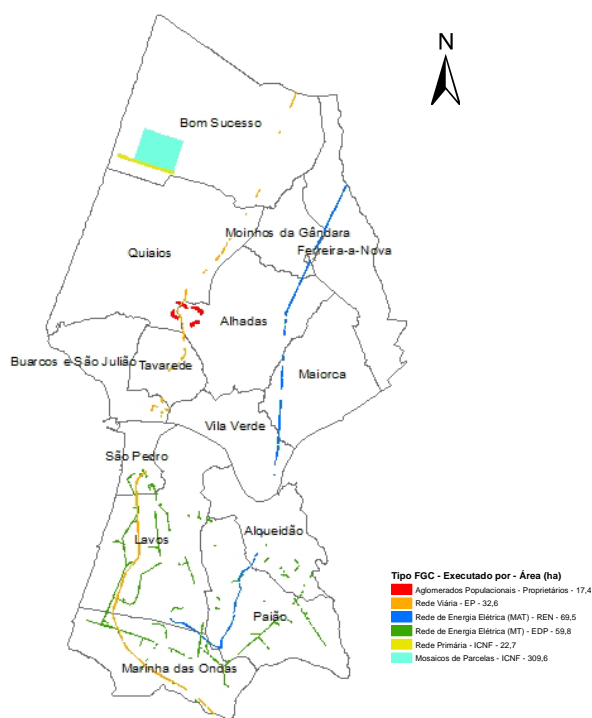 N
Bom Sucesso
Moinhos da Gândara
Ferreira-a-Nova
Quiaios
Alhadas
Buarcos e São Julião
Tavarede
Maiorca
Vila Verde
São Pedro
Alqueidão
Lavos
Paião
Marinha das Ondas
Tipo FGC - Executado por - Área (ha)
Aglomerados Populacionais - Proprietários - 17,4
Rede Viária - EP - 32,6
Rede de Energia Elétrica (MAT) - REN - 69,5
Rede de Energia Elétrica (MT) - EDP - 59,8
Rede Primária - ICNF - 22,7
Mosaicos de Parcelas - ICNF - 309,6